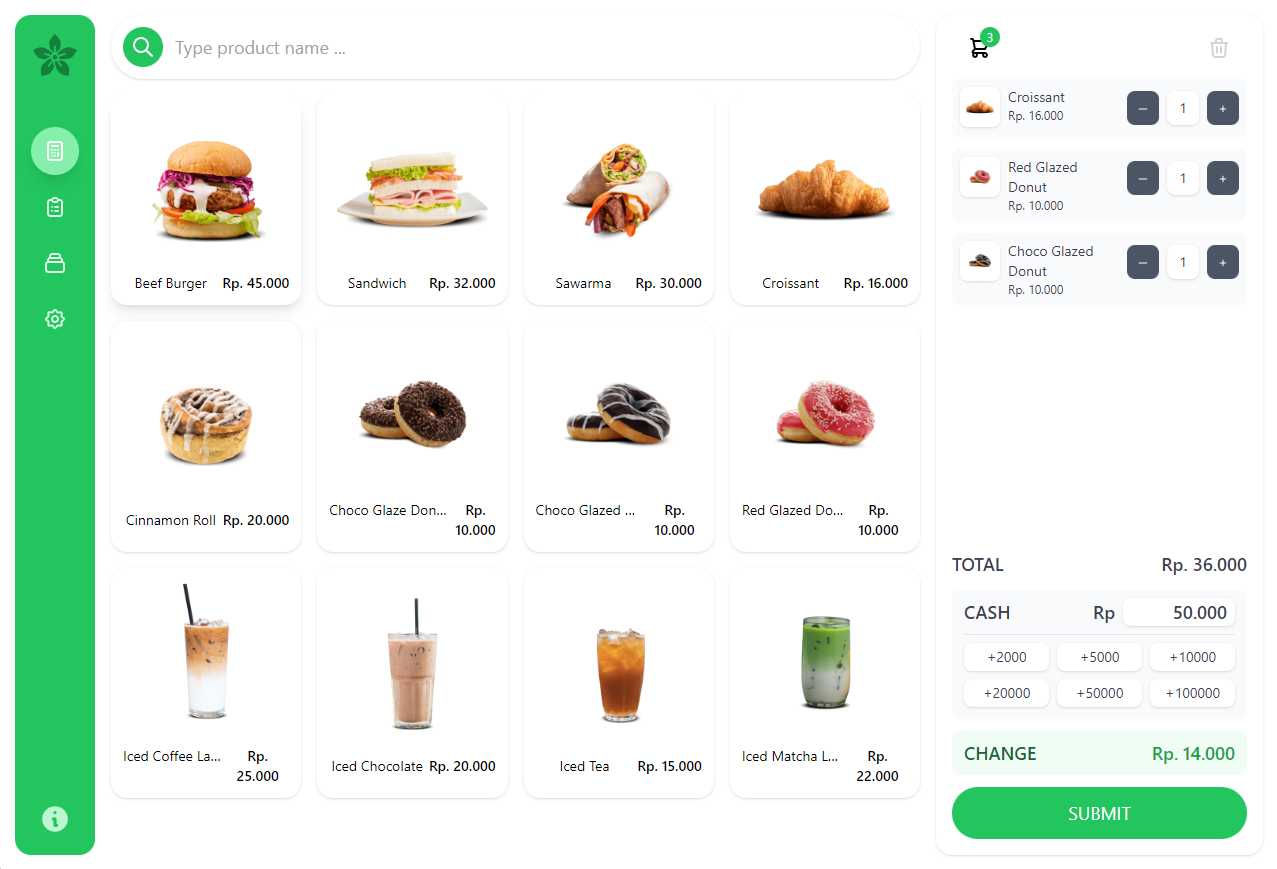 Type product name ...
Beef Burger Rp. 45.000
Sandwich Rp. 32.000
Sawarma Rp. 30.000
Croissant Rp. 16.000
Cinnamon Roll Rp. 20.000
Choco Glaze Don... Rp.
10.000
Choco Glazed ... Rp.
10.000
Red Glazed Do... Rp.
10.000
Iced Coffee La... Rp.
25.000
Iced Chocolate Rp. 20.000
Iced Tea Rp. 15.000
Iced Matcha L... Rp.
22.000
3
Croissant
Rp. 16.000
– 1 +
Red Glazed
Donut
Rp. 10.000
– 1 +
Choco Glazed
Donut
Rp. 10.000
– 1 +
TOTAL Rp. 36.000
CASH Rp 50.000
+2000 +5000 +10000
+20000 +50000 +100000
CHANGE Rp. 14.000
SUBMIT